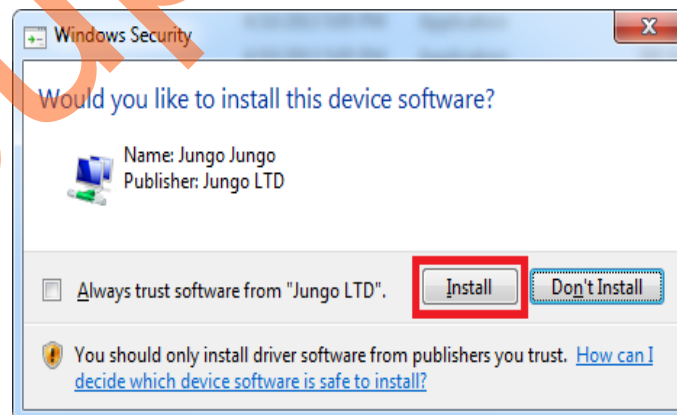 Windows Security
Would you like to install this device software?
Name: Jungo Jungo
Publisher: Jungo LTD
Always trust software from "Jungo LTD".
Install
Don't Install
You should only install driver software from publishers you trust. How can I
decide which device software is safe to install?